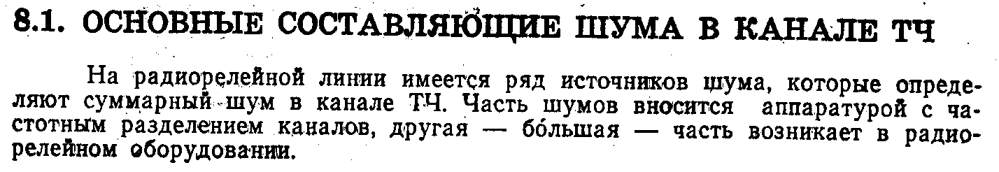 8.1. ОСНОВНЫЕ СОСТАВЛЯЮЩИЕ ШУМА В КАНАЛЕ ТЧ
На радиорелейной линии имеется ряд источников шума, которые опреде-
ляют суммарный шум в канале ТЧ. Часть шумов вносится аппаратурой с ча-
стотным разделением каналов, другая — бо́льшая — часть возникает в радио-
релейном оборудовании.